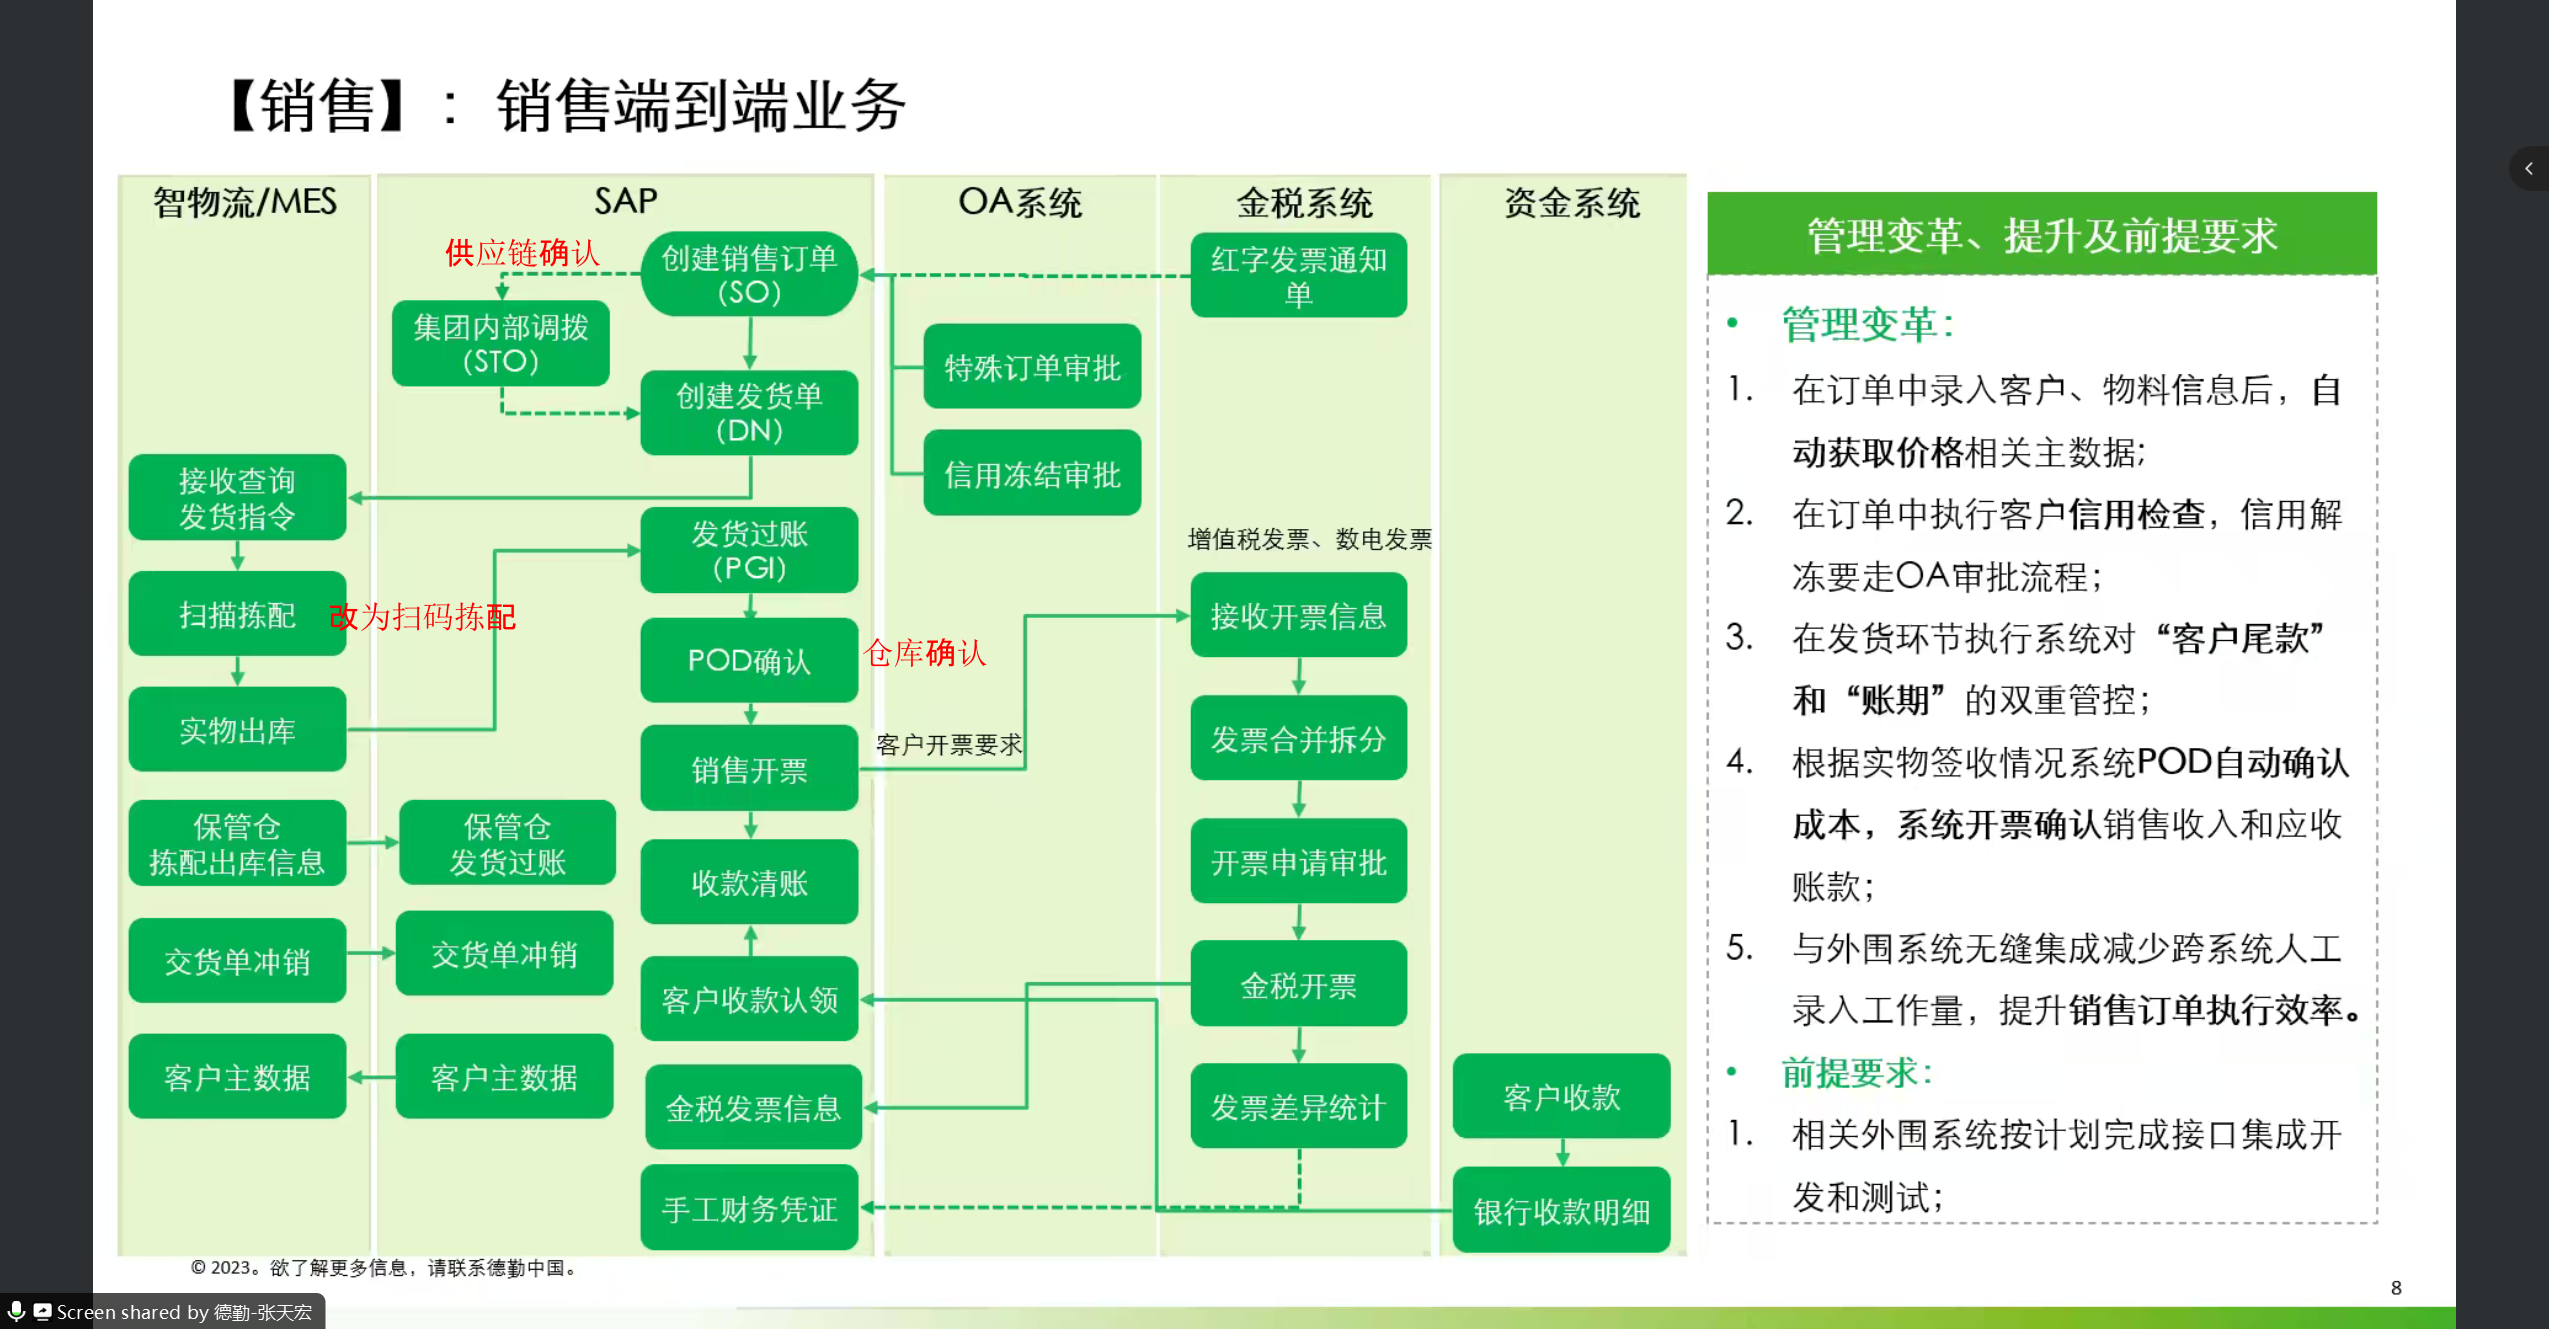 【销售】：销售端到端业务
智物流/MES
SAP
OA系统
金税系统
资金系统
供应链确认
创建销售订单
(SO)
红字发票通知
单
集团内部调拨
(STO)
特殊订单审批
创建发货单
(DN)
信用冻结审批
接收查询
发货指令
发货过账
(PGI)
增值税发票、数电发票
扫描拣配
改为扫码拣配
接收开票信息
POD确认
仓库确认
实物出库
客户开票要求
发票合并拆分
销售开票
保管仓
拣配出库信息
保管仓
发货过账
收款清账
开票申请审批
交货单冲销
交货单冲销
客户收款认领
金税开票
客户主数据
客户主数据
金税发票信息
发票差异统计
客户收款
手工财务凭证
银行收款明细
管理变革、提升及前提要求
• 管理变革：
1. 在订单中录入客户、物料信息后，自
动获取价格相关主数据；
2. 在订单中执行客户信用检查，信用解
冻要走OA审批流程；
3. 在发货环节执行系统对“客户尾款”
和“账期”的双重管控；
4. 根据实物签收情况系统POD自动确认
成本，系统开票确认销售收入和应收
账款；
5. 与外围系统无缝集成减少跨系统人工
录入工作量，提升销售订单执行效率。
• 前提要求：
1. 相关外围系统按计划完成接口集成开
发和测试；
© 2023。欲了解更多信息，请联系德勤中国。
8
Screen shared by 德勤-张天宏